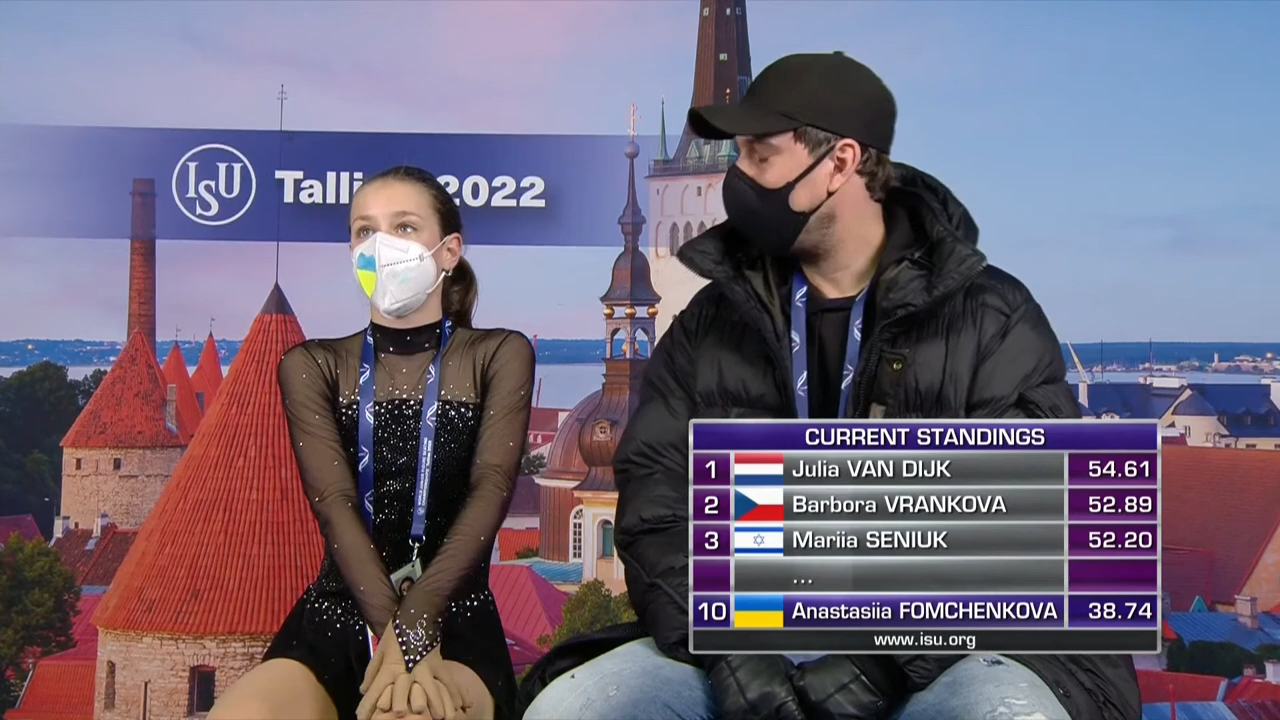 ISU
Talli 2022
CURRENT STANDINGS
1 Julia VAN DIJK 54.61
2 Barbora VRANKOVA 52.89
3 Mariia SENIUK 52.20
...
10 Anastasiia FOMCHENKOVA 38.74
www.isu.org